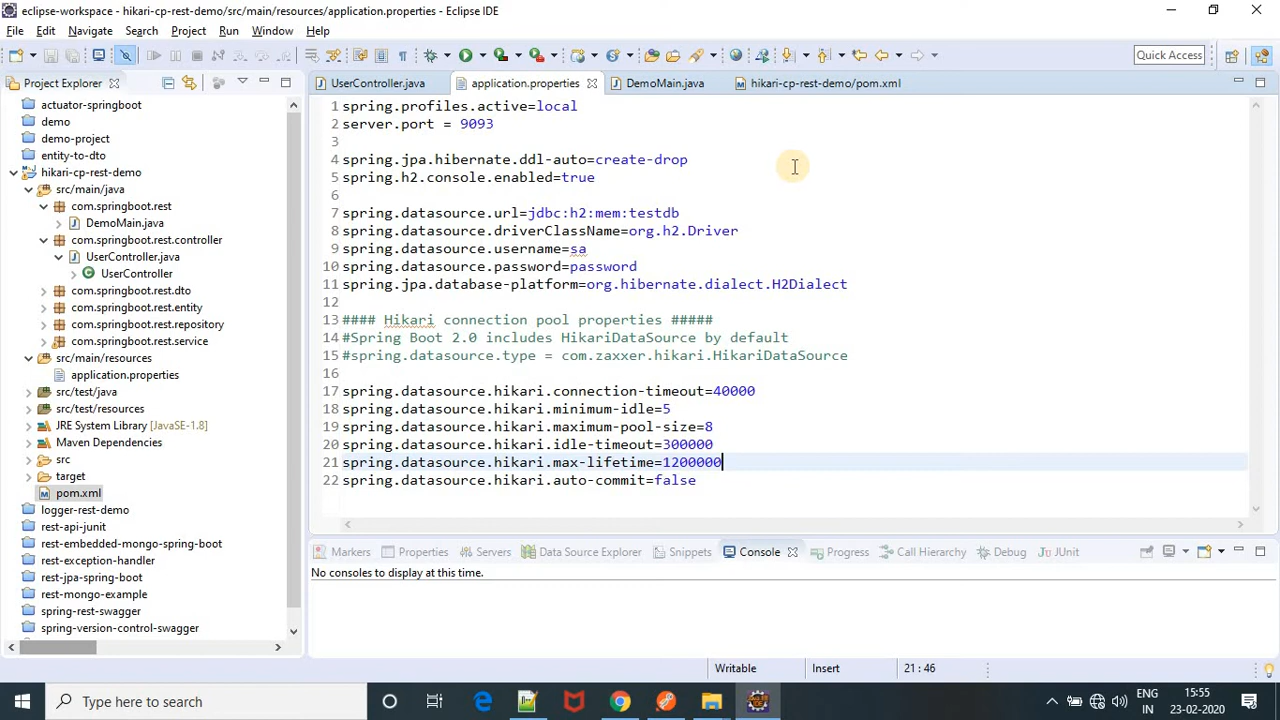 eclipse-workspace - hikari-cp-rest-demo/src/main/resources/application.properties - Eclipse IDE
File Edit Navigate Search Project Run Window Help
Quick Access
Project Explorer
UserController.java
application.properties
DemoMain.java
hikari-cp-rest-demo/pom.xml
actuator-springboot
demo
demo-project
entity-to-dto
hikari-cp-rest-demo
src/main/java
com.springboot.rest
DemoMain.java
com.springboot.rest.controller
UserController.java
UserController
com.springboot.rest.dto
com.springboot.rest.entity
com.springboot.rest.repository
com.springboot.rest.service
src/main/resources
application.properties
src/test/java
src/test/resources
JRE System Library [JavaSE-1.8]
Maven Dependencies
src
target
pom.xml
logger-rest-demo
rest-api-junit
rest-embedded-mongo-spring-boot
rest-exception-handler
rest-jpa-spring-boot
rest-mongo-example
spring-rest-swagger
spring-version-control-swagger
1 spring.profiles.active=local
2 server.port = 9093
3
4 spring.jpa.hibernate.ddl-auto=create-drop
5 spring.h2.console.enabled=true
6
7 spring.datasource.url=jdbc:h2:mem:testdb
8 spring.datasource.driverClassName=org.h2.Driver
9 spring.datasource.username=sa
10 spring.datasource.password=password
11 spring.jpa.database-platform=org.hibernate.dialect.H2Dialect
12
13 #### Hikari connection pool properties #####
14 #Spring Boot 2.0 includes HikariDataSource by default
15 #spring.datasource.type = com.zaxxer.hikari.HikariDataSource
16
17 spring.datasource.hikari.connection-timeout=40000
18 spring.datasource.hikari.minimum-idle=5
19 spring.datasource.hikari.maximum-pool-size=8
20 spring.datasource.hikari.idle-timeout=300000
21 spring.datasource.hikari.max-lifetime=1200000
22 spring.datasource.hikari.auto-commit=false
Markers Properties Servers Data Source Explorer Snippets Console Progress Call Hierarchy Debug JUnit
No consoles to display at this time.
Writable Insert 21 : 46
Type here to search
ENG
IN
15:55
23-02-2020